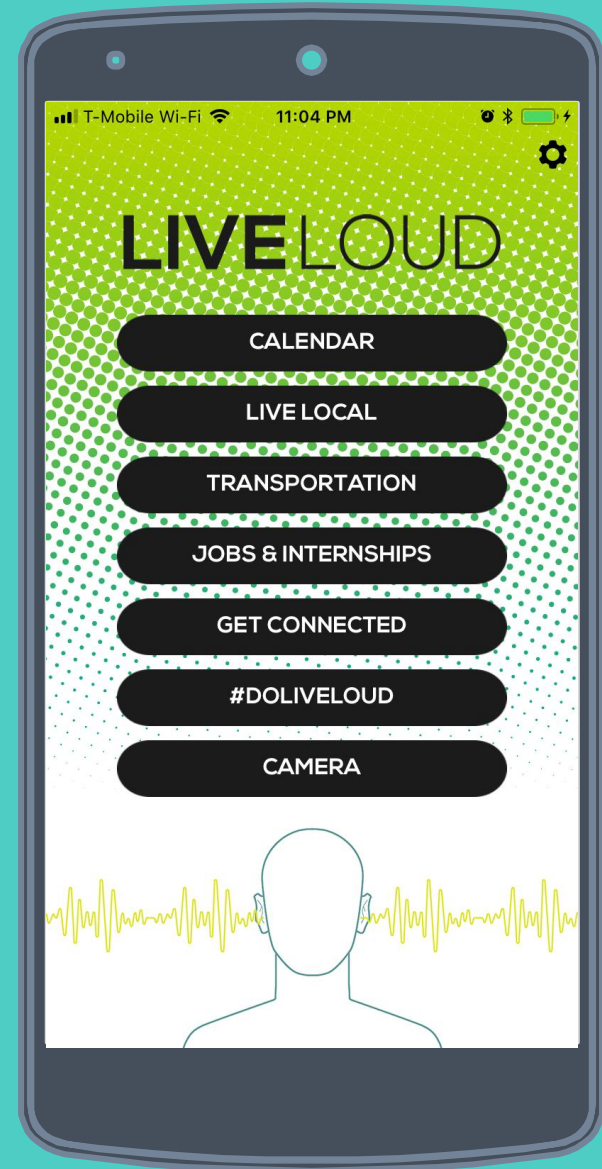 T-Mobile Wi-Fi 11:04 PM
LIVELOUD
CALENDAR
LIVE LOCAL
TRANSPORTATION
JOBS & INTERNSHIPS
GET CONNECTED
#DOLIVELOUD
CAMERA